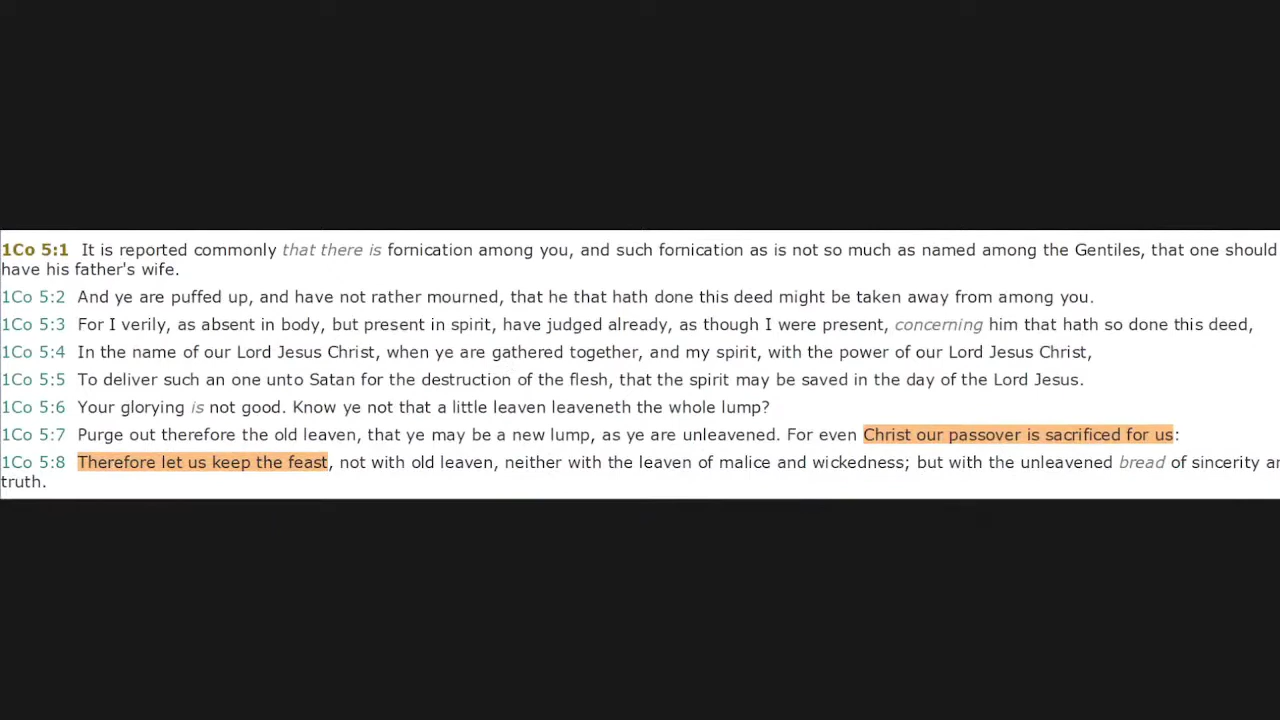 1Co 5:1 It is reported commonly that there is fornication among you, and such fornication as is not so much as named among the Gentiles, that one should
have his father's wife.
1Co 5:2 And ye are puffed up, and have not rather mourned, that he that hath done this deed might be taken away from among you.
1Co 5:3 For I verily, as absent in body, but present in spirit, have judged already, as though I were present, concerning him that hath so done this deed,
1Co 5:4 In the name of our Lord Jesus Christ, when ye are gathered together, and my spirit, with the power of our Lord Jesus Christ,
1Co 5:5 To deliver such an one unto Satan for the destruction of the flesh, that the spirit may be saved in the day of the Lord Jesus.
1Co 5:6 Your glorying is not good. Know ye not that a little leaven leaveneth the whole lump?
1Co 5:7 Purge out therefore the old leaven, that ye may be a new lump, as ye are unleavened. For even Christ our passover is sacrificed for us:
1Co 5:8 Therefore let us keep the feast, not with old leaven, neither with the leaven of malice and wickedness; but with the unleavened bread of sincerity
truth.